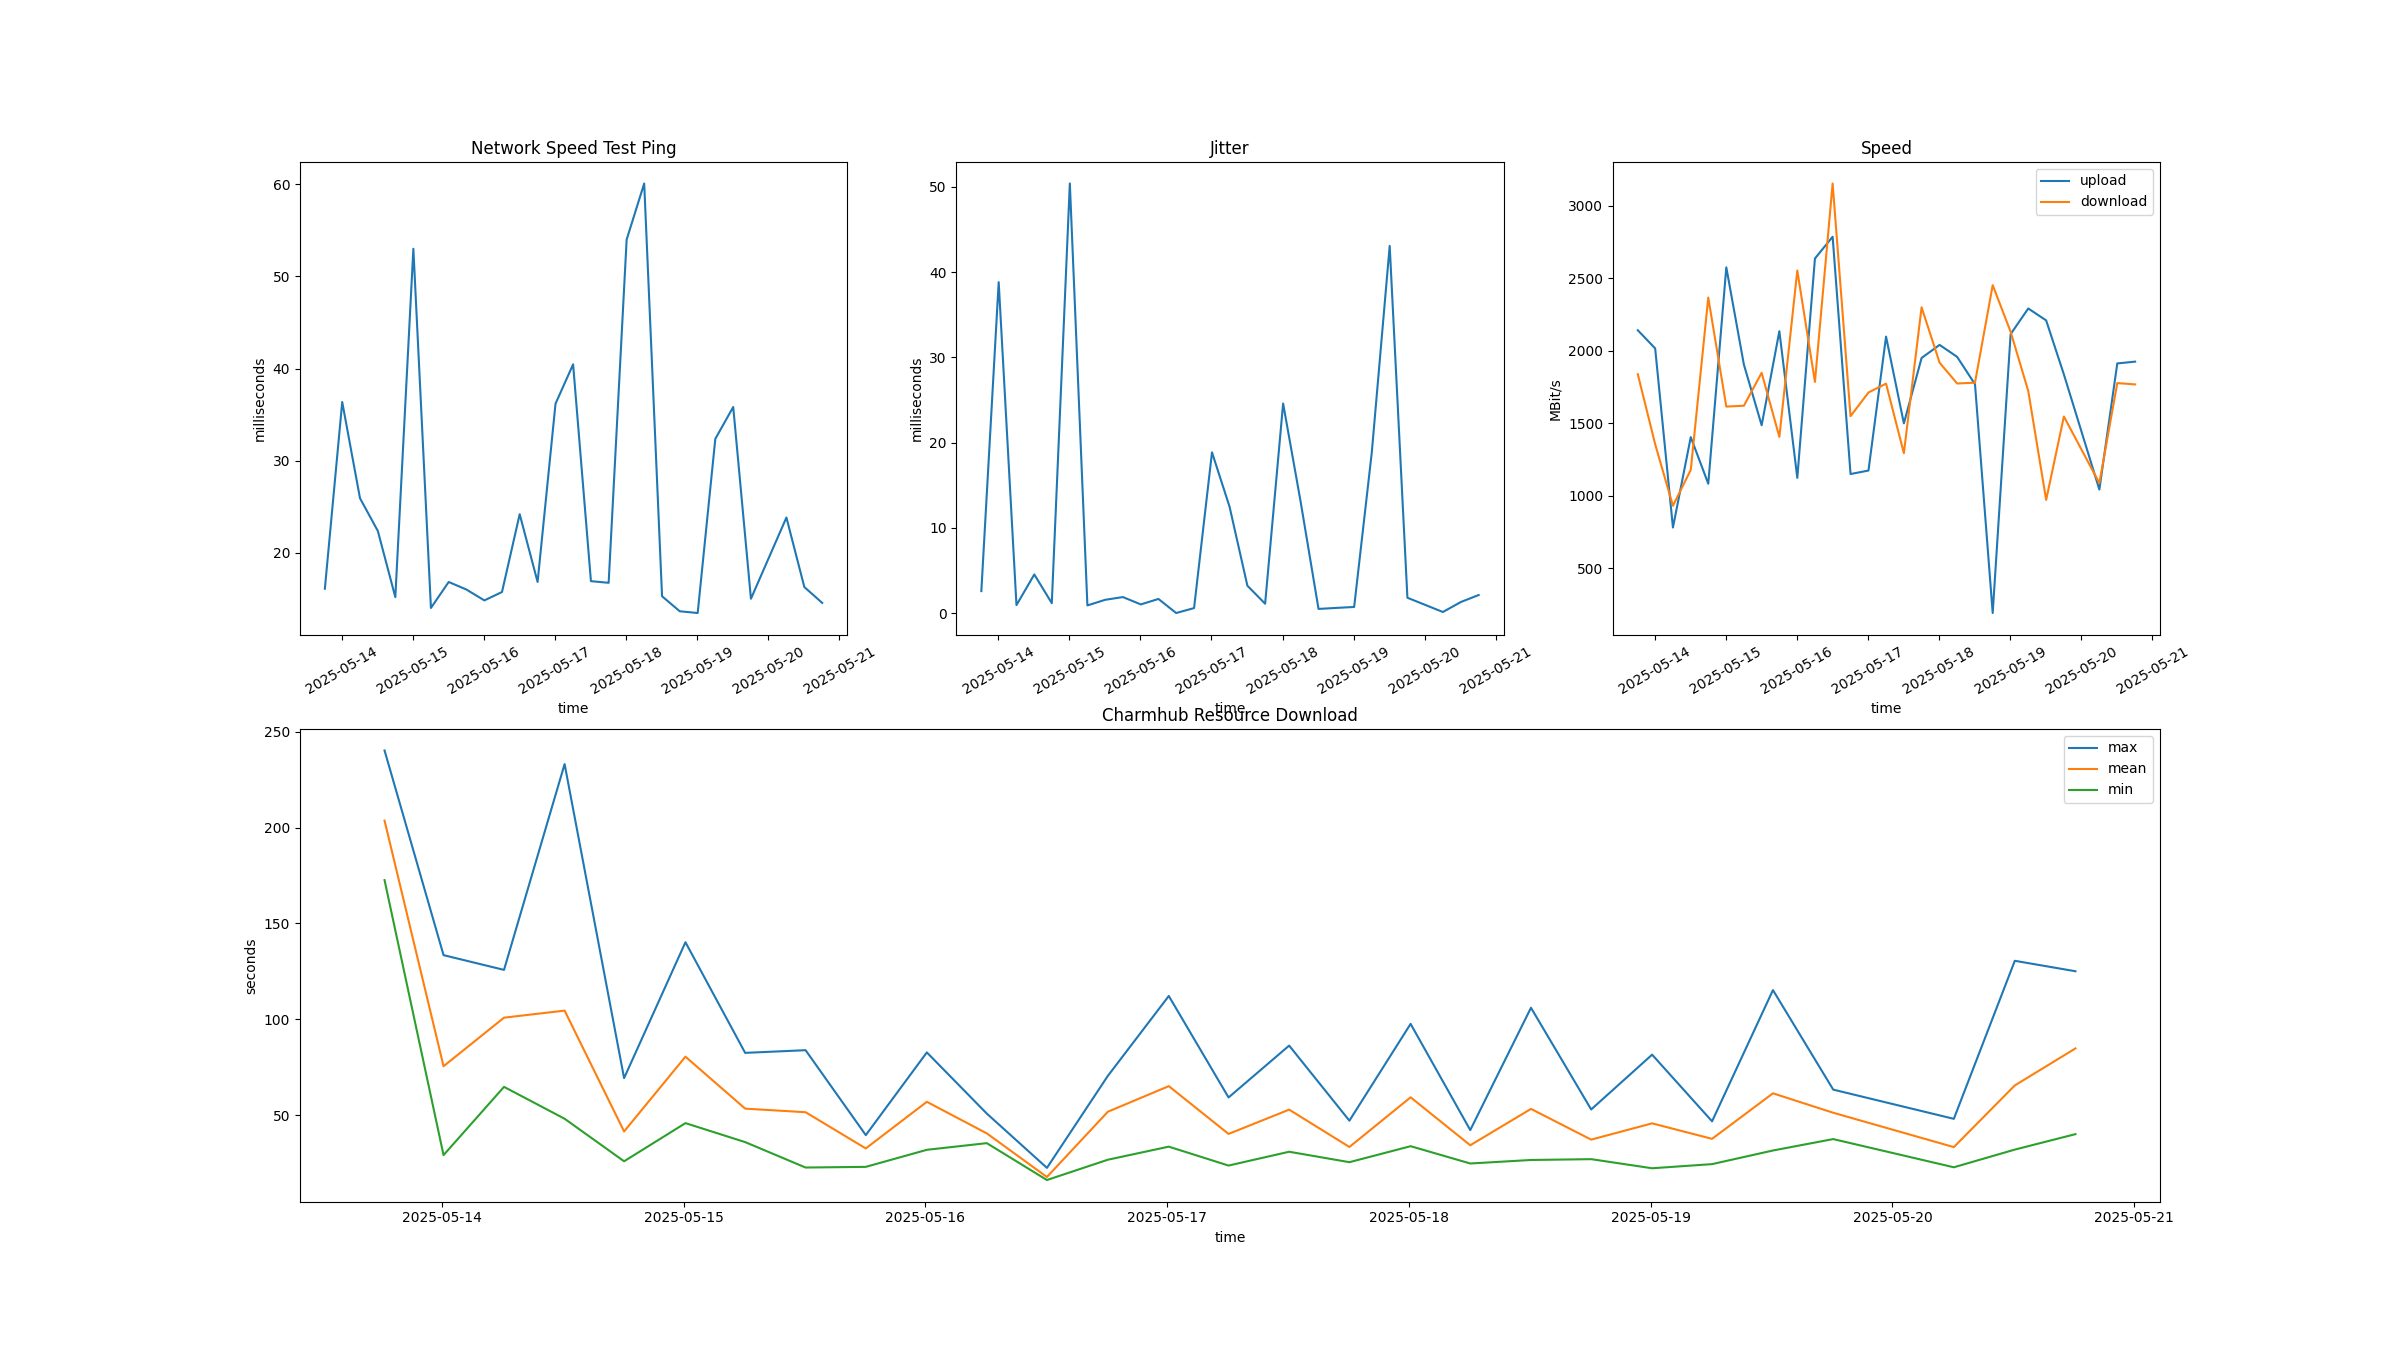 Network Speed Test Ping
milliseconds
60
50
40
30
20
2025-05-14 2025-05-15 2025-05-16 2025-05-17 2025-05-18 2025-05-19 2025-05-20 2025-05-21
time
Jitter
milliseconds
50
40
30
20
10
0
2025-05-14 2025-05-15 2025-05-16 2025-05-17 2025-05-18 2025-05-19 2025-05-20 2025-05-21
time
Speed
upload
download
MBit/s
3000
2500
2000
1500
1000
500
2025-05-14 2025-05-15 2025-05-16 2025-05-17 2025-05-18 2025-05-19 2025-05-20 2025-05-21
time
Charmhub Resource Download
max
mean
min
seconds
250
200
150
100
50
2025-05-14 2025-05-15 2025-05-16 2025-05-17 2025-05-18 2025-05-19 2025-05-20 2025-05-21
time